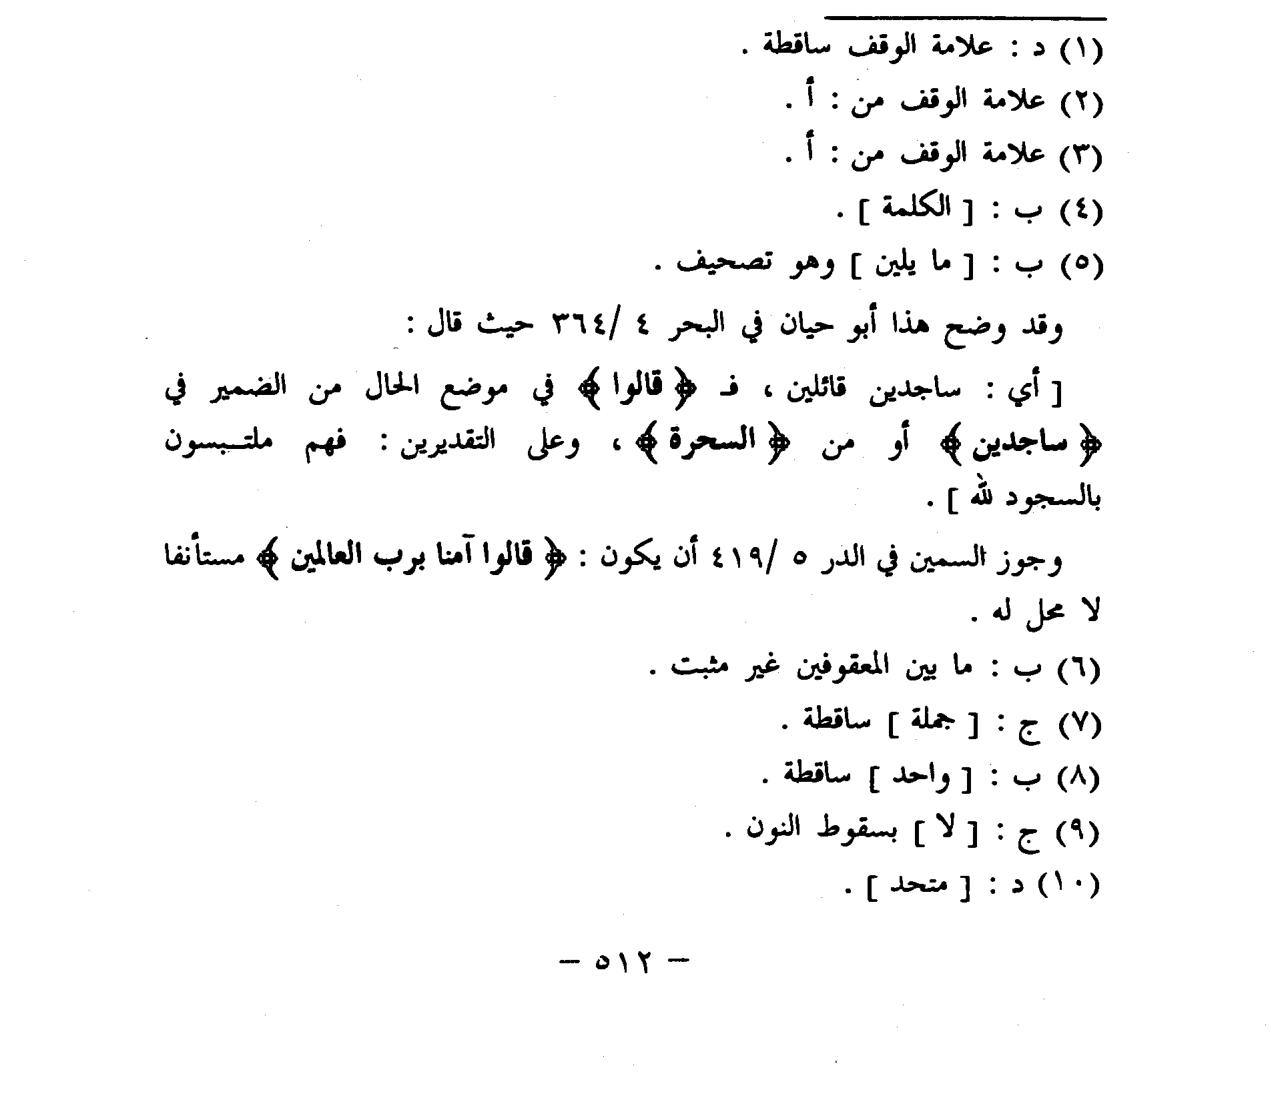 (١) د : علامة الوقف ساقطة .
(٢) علامة الوقف من : أ .
(٣) علامة الوقف من : أ .
(٤) ب : [ الكلمة ] .
(٥) ب : [ ما يلين ] وهو تصحيف .
وقد وضح هذا أبو حيان في البحر ٤ /٣٦٤ حيث قال :
[ أي : ساجدين قائلين ، فـ ﴿ قالوا ﴾ في موضع الحال من الضمير في
﴿ ساجدين ﴾ أو من ﴿ السحرة ﴾ ، وعلى التقديرين : فهم ملتـبسون
بالسجود لله ] .
وجوز السمين في الدر ٥ /٤١٩ أن يكون : ﴿ قالوا آمنا برب العالمين ﴾ مستأنفا
لا محل له .
(٦) ب : ما بين المعقوفين غير مثبت .
(٧) ج : [ جملة ] ساقطة .
(٨) ب : [ واحد ] ساقطة .
(٩) ج : [ لا ] بسقوط النون .
(١٠) د : [ متحد ] .
– ٥١٢ –